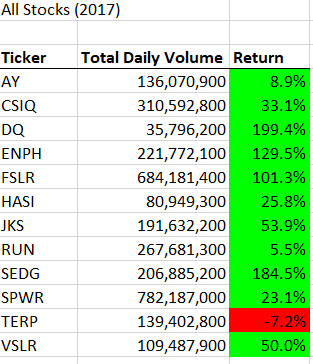 All Stocks (2017)
Ticker Total Daily Volume Return
AY 136,070,900 8.9%
CSIQ 310,592,800 33.1%
DQ 35,796,200 199.4%
ENPH 221,772,100 129.5%
FSLR 684,181,400 101.3%
HASI 80,949,300 25.8%
JKS 191,632,200 53.9%
RUN 267,681,300 5.5%
SEDG 206,885,200 184.5%
SPWR 782,187,000 23.1%
TERP 139,402,800 -7.2%
VSLR 109,487,900 50.0%